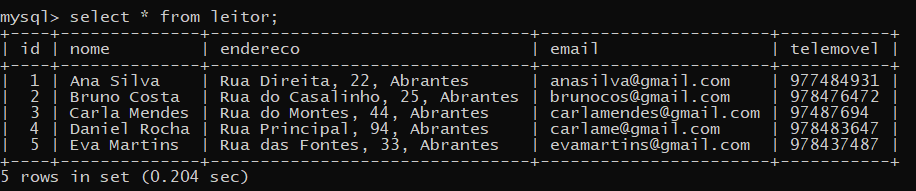 mysql> select * from leitor;
+----+--------------+-------------------------------+-----------------------+-----------+
| id | nome         | endereco                      | email                 | telemovel |
+----+--------------+-------------------------------+-----------------------+-----------+
| 1 | Ana Silva    | Rua Direita, 22, Abrantes     | anasilva@gmail.com    | 977484931 |
| 2 | Bruno Costa  | Rua do Casalinho, 25, Abrantes | brunocos@gmail.com    | 978476472 |
| 3 | Carla Mendes | Rua do Montes, 44, Abrantes   | carlamendes@gmail.com | 97487694  |
| 4 | Daniel Rocha | Rua Principal, 94, Abrantes   | carlame@gmail.com     | 978483647 |
| 5 | Eva Martins  | Rua das Fontes, 33, Abrantes  | evamartins@gmail.com  | 978437487 |
+----+--------------+-------------------------------+-----------------------+-----------+
5 rows in set (0.204 sec)